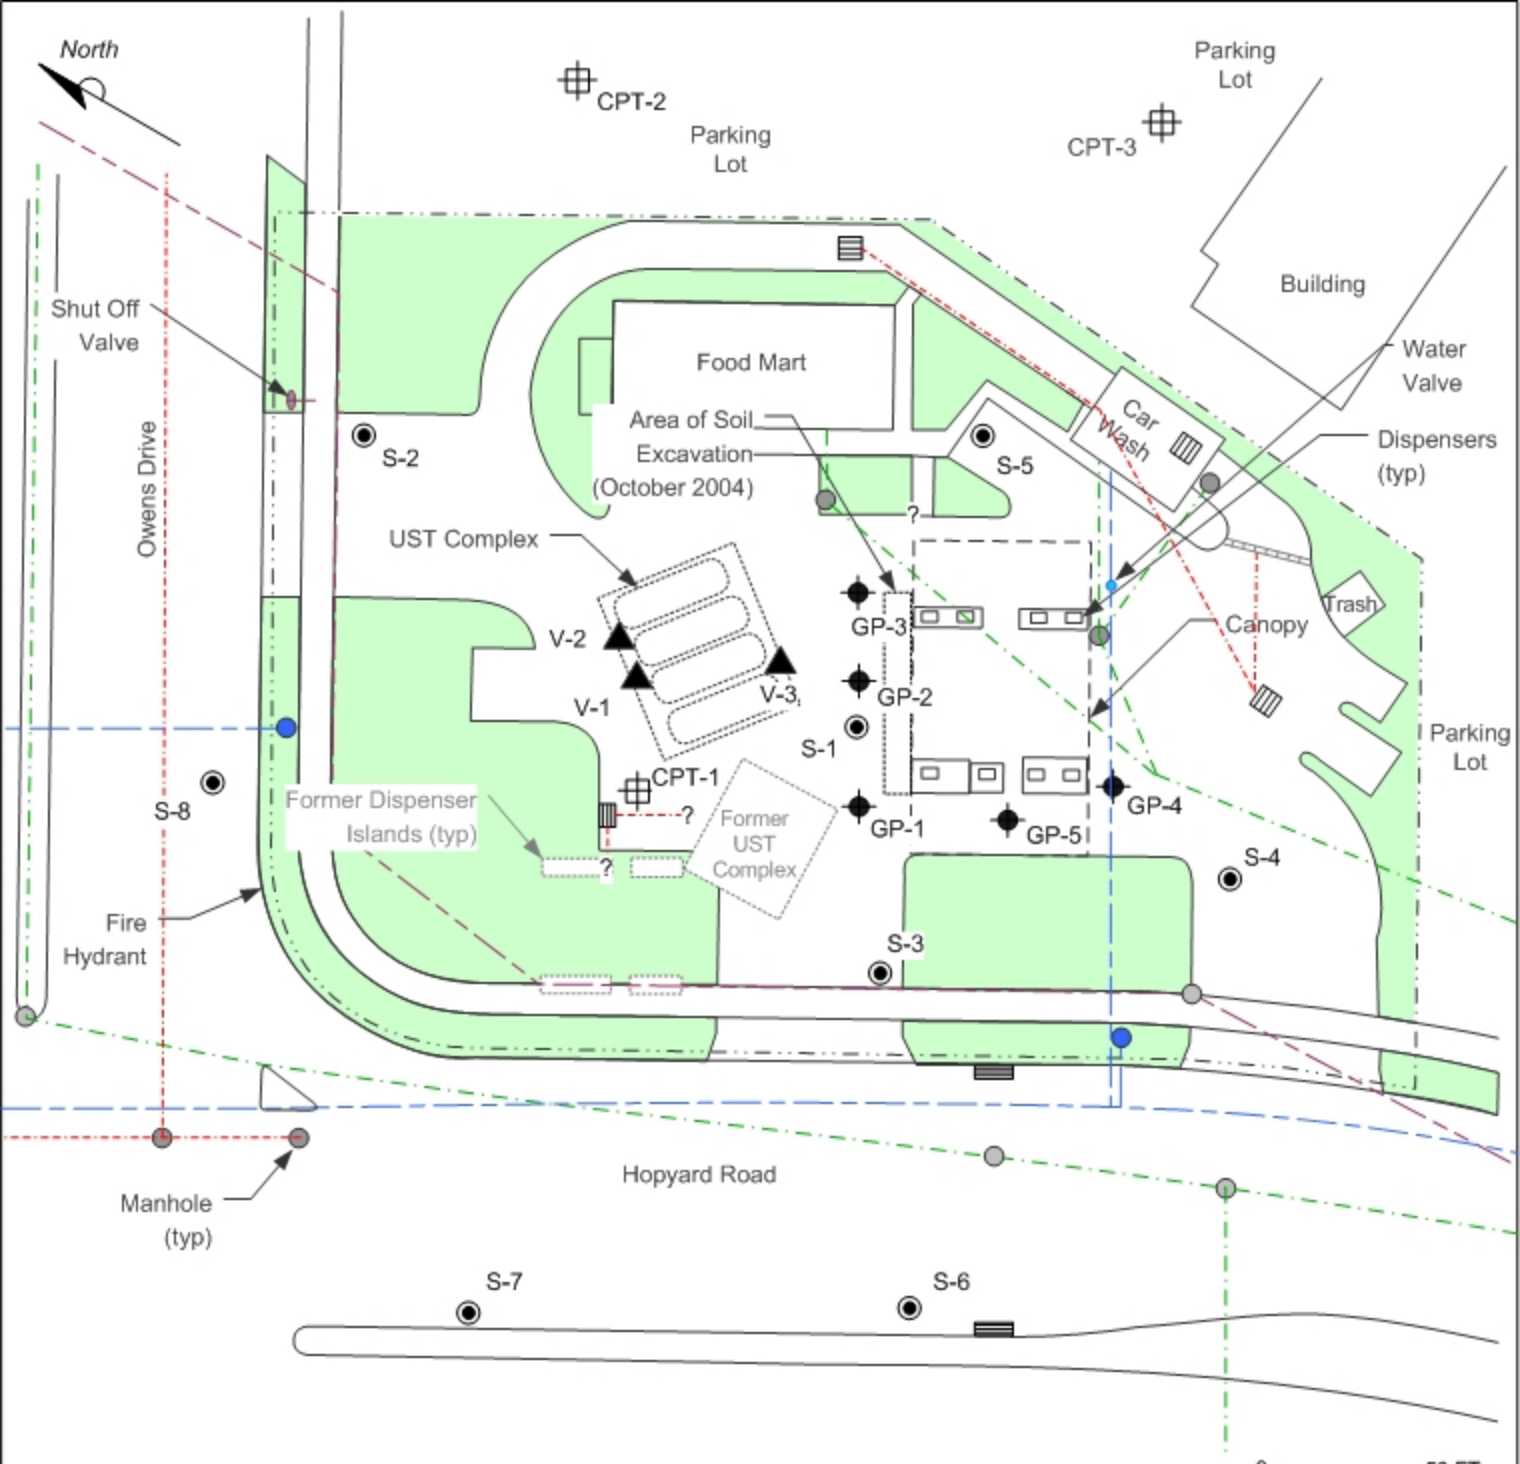 North
Parking
Lot
CPT-2
Parking
Lot
CPT-3
Building
Shut Off
Valve
Food Mart
Water
Valve
Owens Drive
Car
Wash
Area of Soil
Excavation
(October 2004)
Dispensers
(typ)
S-2
S-5
?
UST Complex
Trash
GP-3
Canopy
V-2
V-3
GP-2
V-1
S-1
Parking
Lot
CPT-1
S-8
Former Dispenser
Islands (typ)
?
Former
UST
Complex
GP-1
GP-4
GP-5
?
S-4
Fire
Hydrant
S-3
Hopyard Road
Manhole
(typ)
S-7
S-6